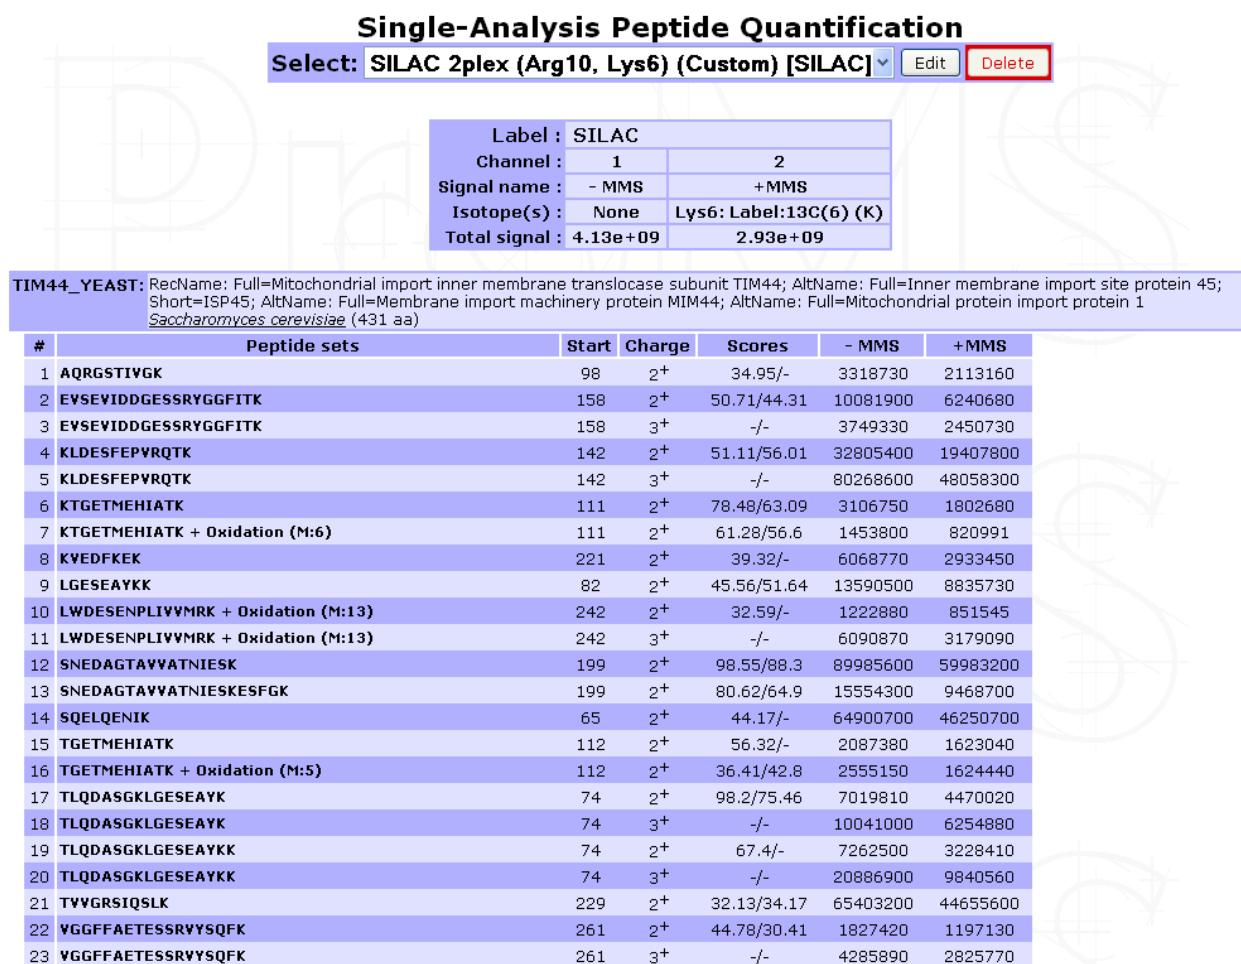 Single-Analysis Peptide Quantification
Select: SILAC 2plex (Arg10, Lys6) (Custom) [SILAC] Edit Delete
Label : SILAC
Channel : 1 2
Signal name : - MMS +MMS
Isotope(s) : None Lys6: Label:13C(6) (K)
Total signal : 4.13e+09 2.93e+09
TIM44_YEAST: RecName: Full=Mitochondrial import inner membrane translocase subunit TIM44; AltName: Full=Inner membrane import site protein 45;
Short=ISP45; AltName: Full=Membrane import machinery protein MIM44; AltName: Full=Mitochondrial protein import protein 1
Saccharomyces cerevisiae (431 aa)
# Peptide sets Start Charge Scores - MMS +MMS
1 AQRGSTIVGK 98 2+ 34.95/- 3318730 2113160
2 EVSEVIDDGESSRYGGFITK 158 2+ 50.71/44.31 10081900 6240680
3 EVSEVIDDGESSRYGGFITK 158 3+ -/- 3749330 2450730
4 KLDESFEPVRQTK 142 2+ 51.11/56.01 32805400 19407800
5 KLDESFEPVRQTK 142 3+ -/- 80268600 48058300
6 KTGETMEHIATK 111 2+ 78.48/63.09 3106750 1802680
7 KTGETMEHIATK + Oxidation (M:6) 111 2+ 61.28/56.6 1453800 820991
8 KVEDFKEK 221 2+ 39.32/- 6068770 2933450
9 LGESEAYKK 82 2+ 45.56/51.64 13590500 8835730
10 LWDESENPLIVVMRK + Oxidation (M:13) 242 2+ 32.59/- 1222880 851545
11 LWDESENPLIVVMRK + Oxidation (M:13) 242 3+ -/- 6090870 3179090
12 SNEDAGTAVVATNIESK 199 2+ 98.55/88.3 89985600 59983200
13 SNEDAGTAVVATNIESKESFGK 199 2+ 80.62/64.9 15554300 9468700
14 SQELQENIK 65 2+ 44.17/- 64900700 46250700
15 TGETMEHIATK 112 2+ 56.32/- 2087380 1623040
16 TGETMEHIATK + Oxidation (M:5) 112 2+ 36.41/42.8 2555150 1624440
17 TLQDASGKLGESEAYK 74 2+ 98.2/75.46 7019810 4470020
18 TLQDASGKLGESEAYK 74 3+ -/- 10041000 6254880
19 TLQDASGKLGESEAYKK 74 2+ 67.4/- 7262500 3228410
20 TLQDASGKLGESEAYKK 74 3+ -/- 20886900 9840560
21 TVVGRSIQSLK 229 2+ 32.13/34.17 65403200 44655600
22 VGGFFAETESSRVYSQFK 261 2+ 44.78/30.41 1827420 1197130
23 VGGFFAETESSRVYSQFK 261 3+ -/- 4285890 2825770